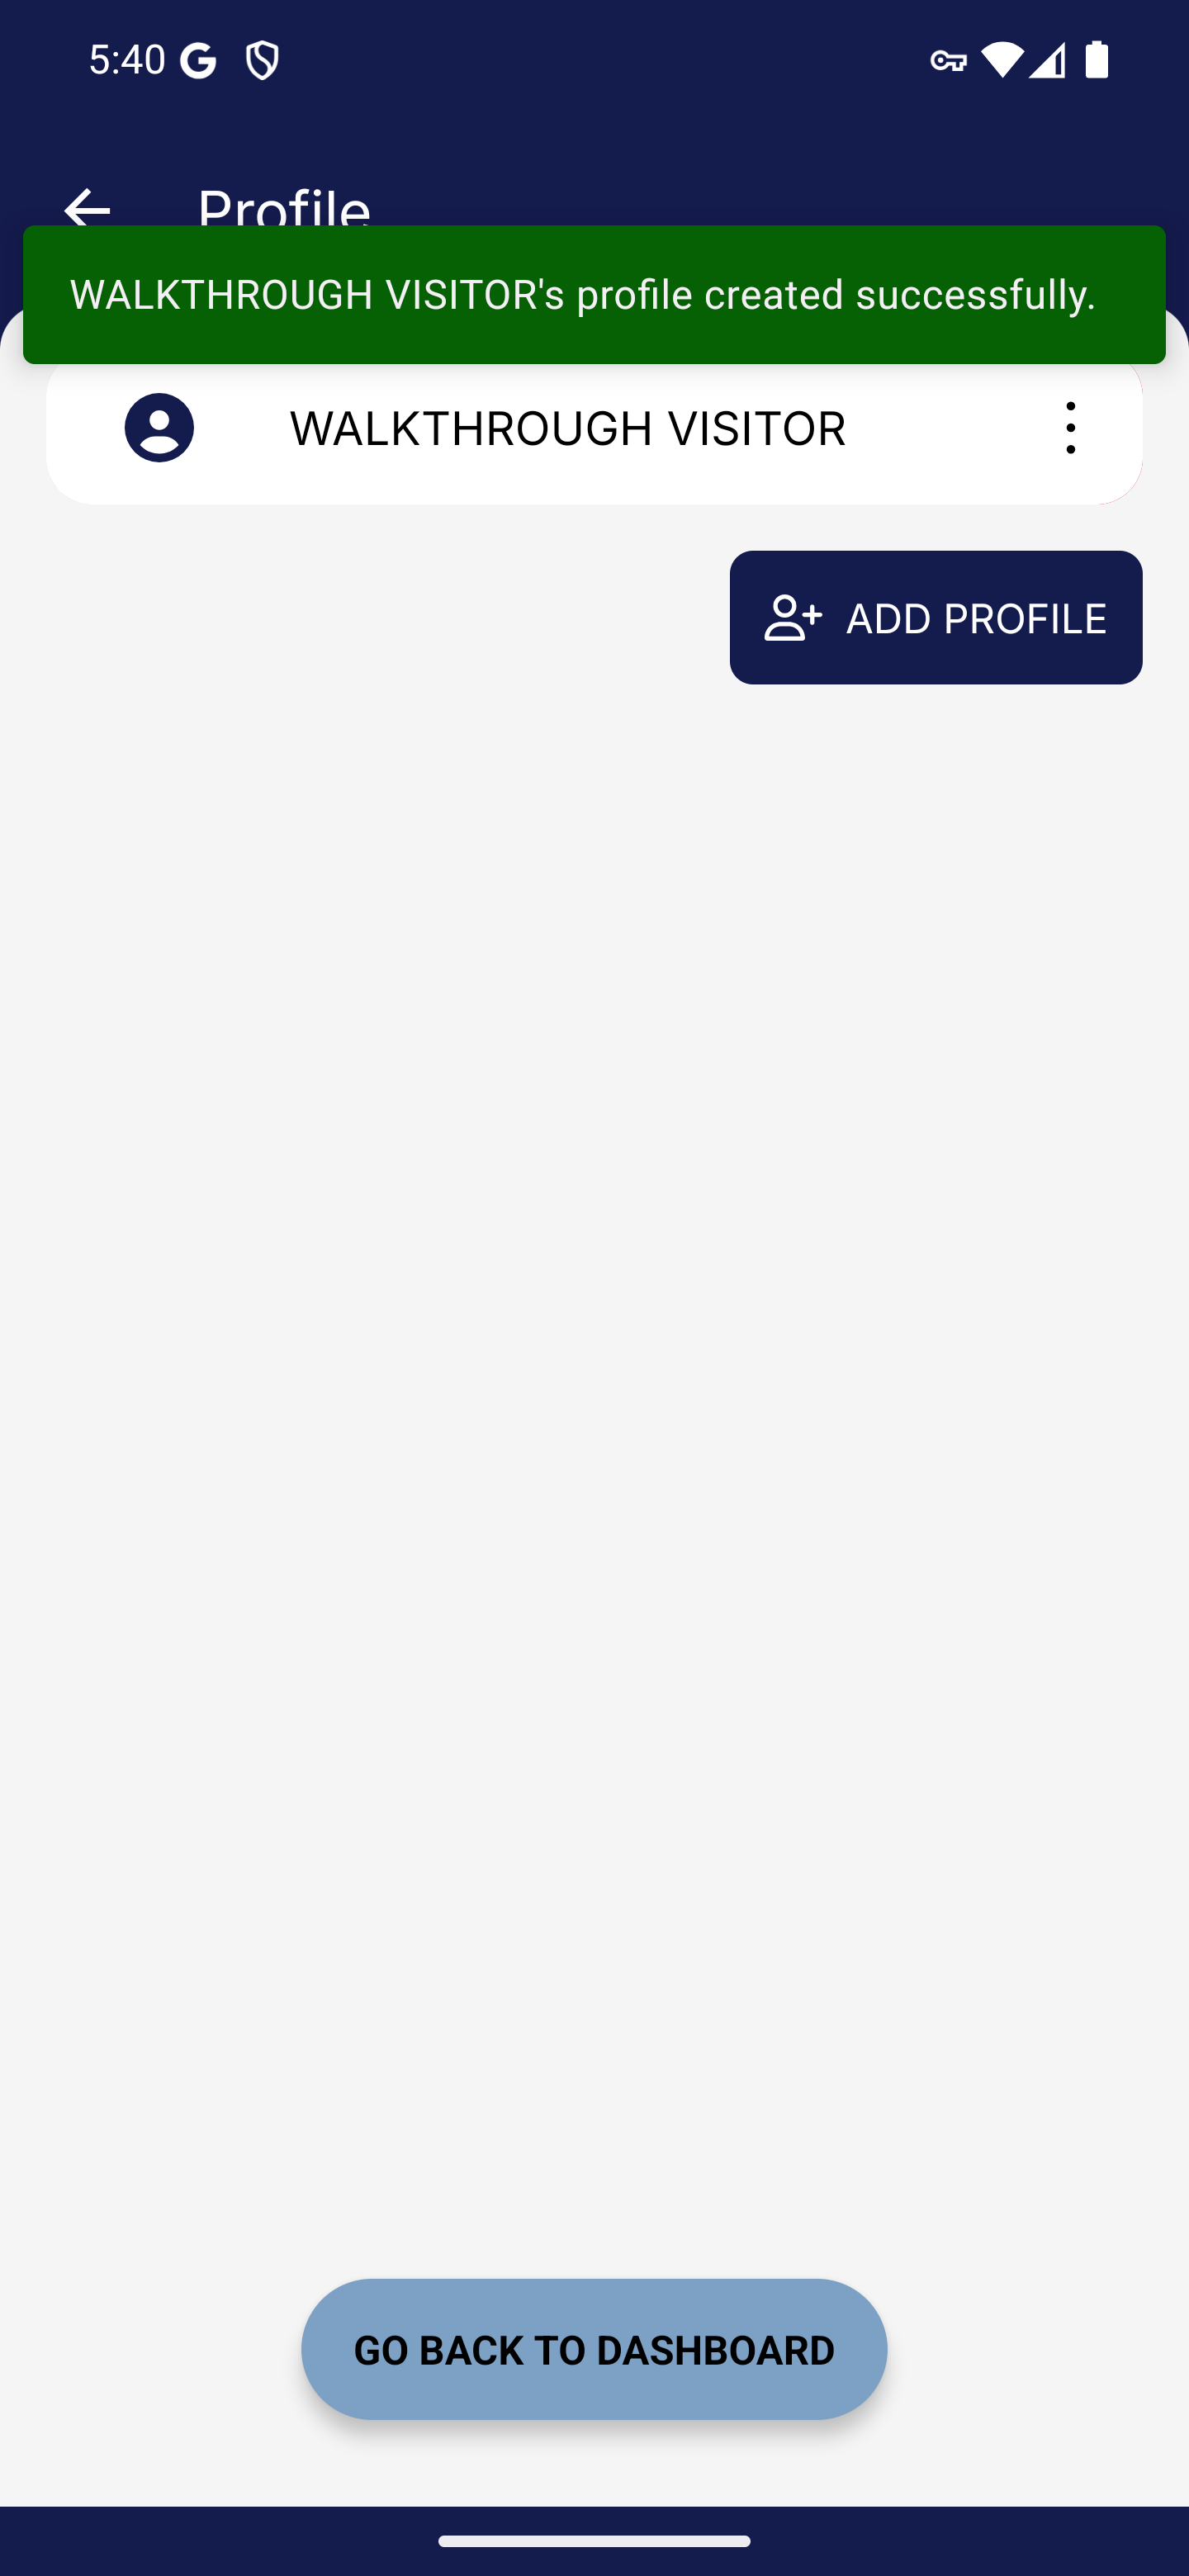 5:40
Profile
WALKTHROUGH VISITOR's profile created successfully.
WALKTHROUGH VISITOR
ADD PROFILE
GO BACK TO DASHBOARD